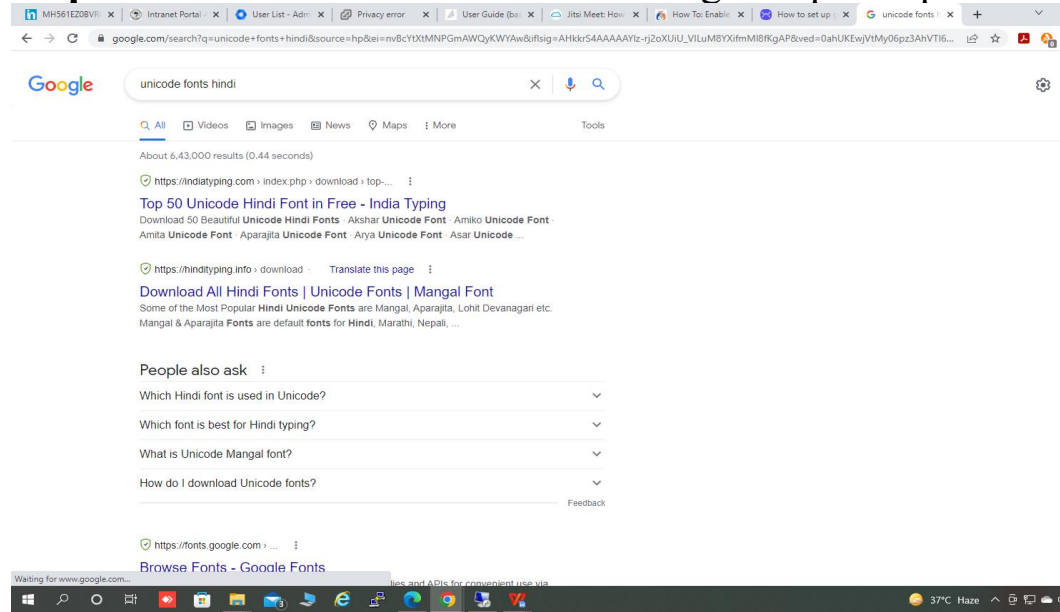 MH561EZ0BVR
Intranet Portal
User List - Adm
Privacy error
User Guide (bas
Jitsi Meet: How
How To: Enable
How to set up
unicode fonts h
google.com/search?q=unicode+fonts+hindi&source=hp&ei=
Google
unicode fonts hindi
All
Videos
Images
News
Maps
More
Tools
About 6,43,000 results (0.44 seconds)
https://indiatyping.com › index.php › download › top-...
Top 50 Unicode Hindi Font in Free - India Typing
Download 50 Beautiful Unicode Hindi Fonts · Akshar Unicode Font · Amiko Unicode Font ·
Amita Unicode Font · Aparajita Unicode Font · Arya Unicode Font · Asar Unicode ...
https://hindityping.info › download · Translate this page
Download All Hindi Fonts | Unicode Fonts | Mangal Font
Some of the Most Popular Hindi Unicode Fonts are Mangal, Aparajita, Lohit Devanagari etc.
Mangal & Aparajita Fonts are default fonts for Hindi, Marathi, Nepali, ...
People also ask
Which Hindi font is used in Unicode?
Which font is best for Hindi typing?
What is Unicode Mangal font?
How do I download Unicode fonts?
Feedback
https://fonts.google.com › ...
Browse Fonts - Google Fonts
Waiting for www.google.com...
lies and APIs for convenient use via
37°C Haze